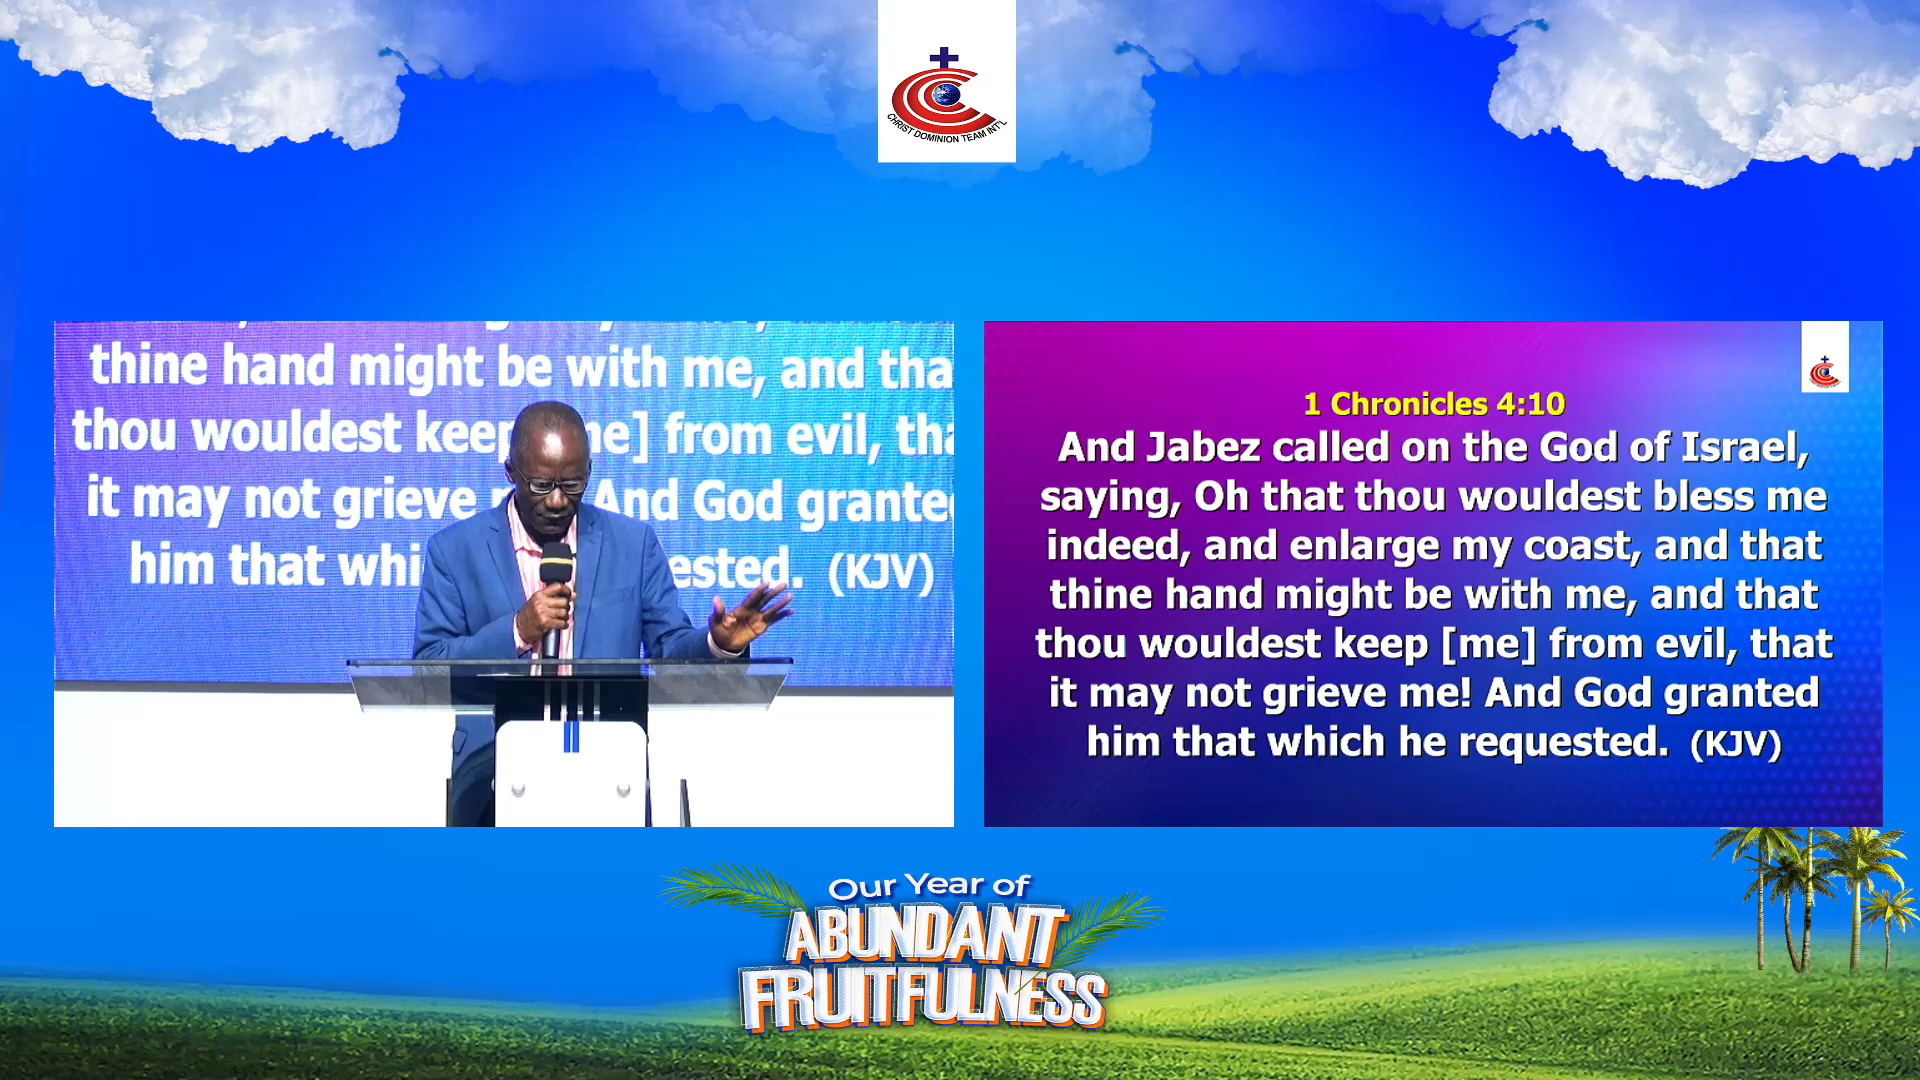 CHRIST DOMINION TEAM INT'L
thine hand might be with me, and tha
thou wouldest keep me] from evil, tha
it may not grieve And God grante
him that whi ested. (KJV)
1 Chronicles 4:10
And Jabez called on the God of Israel,
saying, Oh that thou wouldest bless me
indeed, and enlarge my coast, and that
thine hand might be with me, and that
thou wouldest keep [me] from evil, that
it may not grieve me! And God granted
him that which he requested. (KJV)
Our Year of
ABUNDANT
FRUITFULNESS